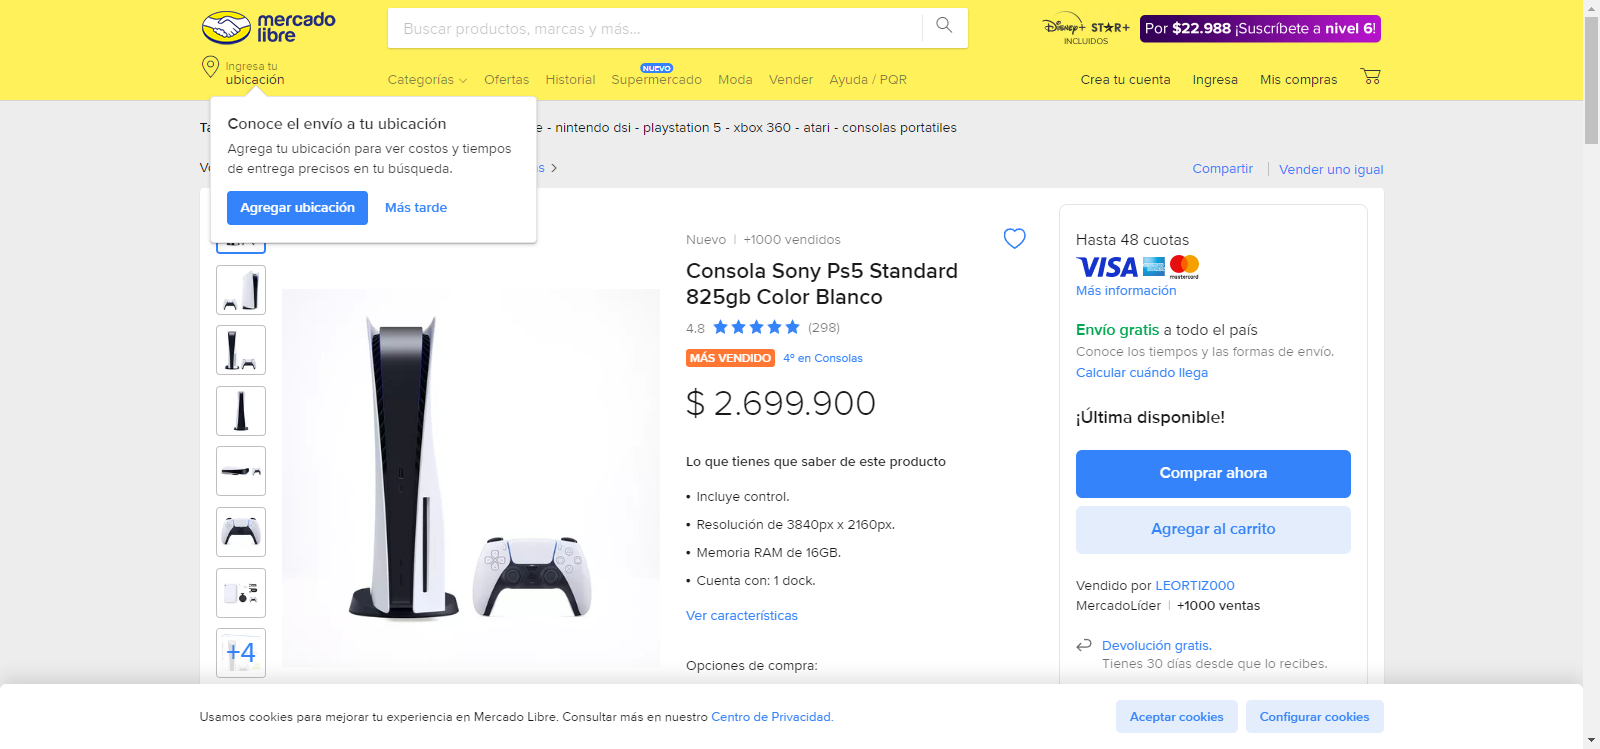 mercado
libre
Buscar productos, marcas y más...
Disney+ STAR+
INCLUIDOS
Por $22.988 ¡Suscríbete a nivel 6!
Ingresa tu
ubicación
Categorías
Ofertas
Historial
NUEVO
Supermercado
Moda
Vender
Ayuda / PQR
Crea tu cuenta
Ingresa
Mis compras
Conoce el envío a tu ubicación
Agrega tu ubicación para ver costos y tiempos
de entrega precisos en tu búsqueda.
Agregar ubicación
Más tarde
- nintendo dsi - playstation 5 - xbox 360 - atari - consolas portatiles
Compartir
Vender uno igual
Nuevo | +1000 vendidos
Consola Sony Ps5 Standard
825gb Color Blanco
4.8 (298)
MÁS VENDIDO 4º en Consolas
$ 2.699.900
Lo que tienes que saber de este producto
• Incluye control.
• Resolución de 3840px x 2160px.
• Memoria RAM de 16GB.
• Cuenta con: 1 dock.
Ver características
Opciones de compra:
+4
Hasta 48 cuotas
VISA
mastercard
Más información
Envío gratis a todo el país
Conoce los tiempos y las formas de envío.
Calcular cuándo llega
¡Última disponible!
Comprar ahora
Agregar al carrito
Vendido por LEORTIZ000
MercadoLíder | +1000 ventas
Devolución gratis.
Tienes 30 días desde que lo recibes.
Usamos cookies para mejorar tu experiencia en Mercado Libre. Consultar más en nuestro Centro de Privacidad.
Aceptar cookies
Configurar cookies